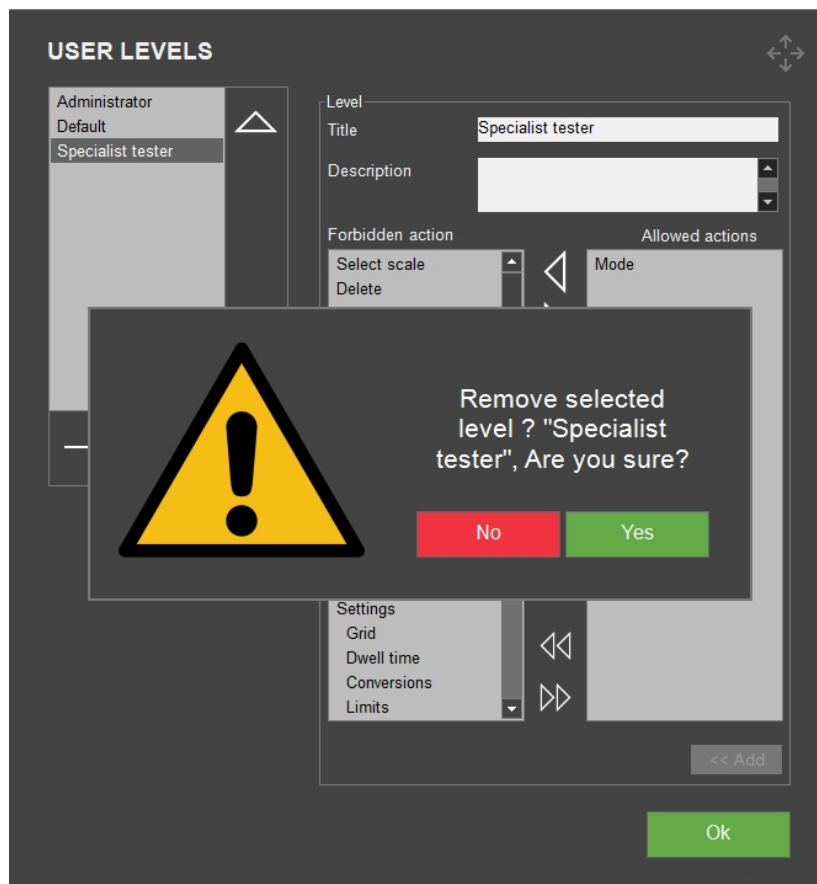 USER LEVELS
Administrator
Default
Specialist tester
Level
Title
Specialist tester
Description
Forbidden action
Allowed actions
Select scale
Delete
Mode
Remove selected
level ? "Specialist
tester", Are you sure?
No
Yes
Settings
Grid
Dwell time
Conversions
Limits
<< Add
Ok